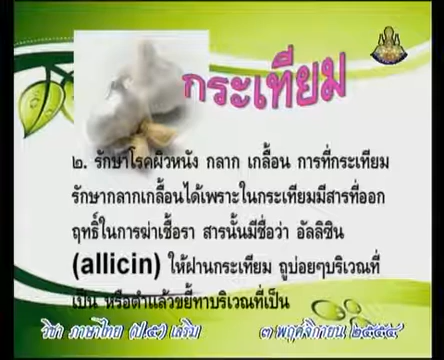 กระเทียม
๒. รักษาโรคผิวหนัง กลาก เกลื้อน การที่กระเทียม
รักษากลากเกลื้อนได้เพราะในกระเทียมมีสารที่ออก
ฤทธิ์ในการฆ่าเชื้อรา สารนั้นมีชื่อว่า อัลลิซิน
(allicin) ให้ฝานกระเทียม ถูบ่อยๆบริเวณที่
เป็น หรือตำแล้วขยี้ทาบริเวณที่เป็น
วิชา ภาษาไทย (ป.๕) เสริม ๓ พฤศจิกายน ๒๕๕๔